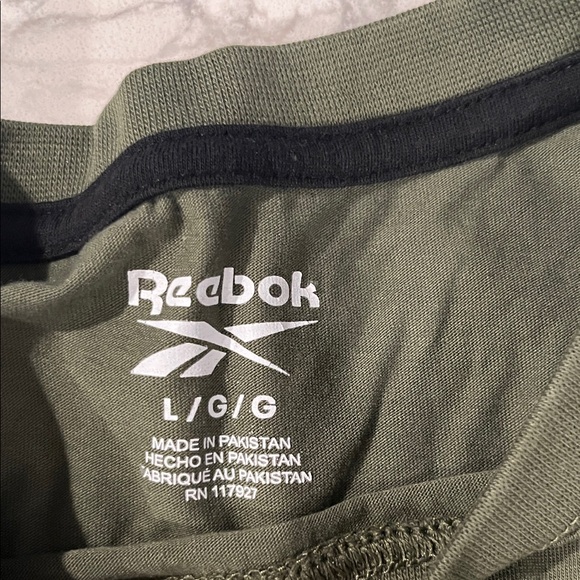 Reebok
L/G/G
MADE IN PAKISTAN
HECHO EN PAKISTAN
FABRIQUÉ AU PAKISTAN
RN 117927